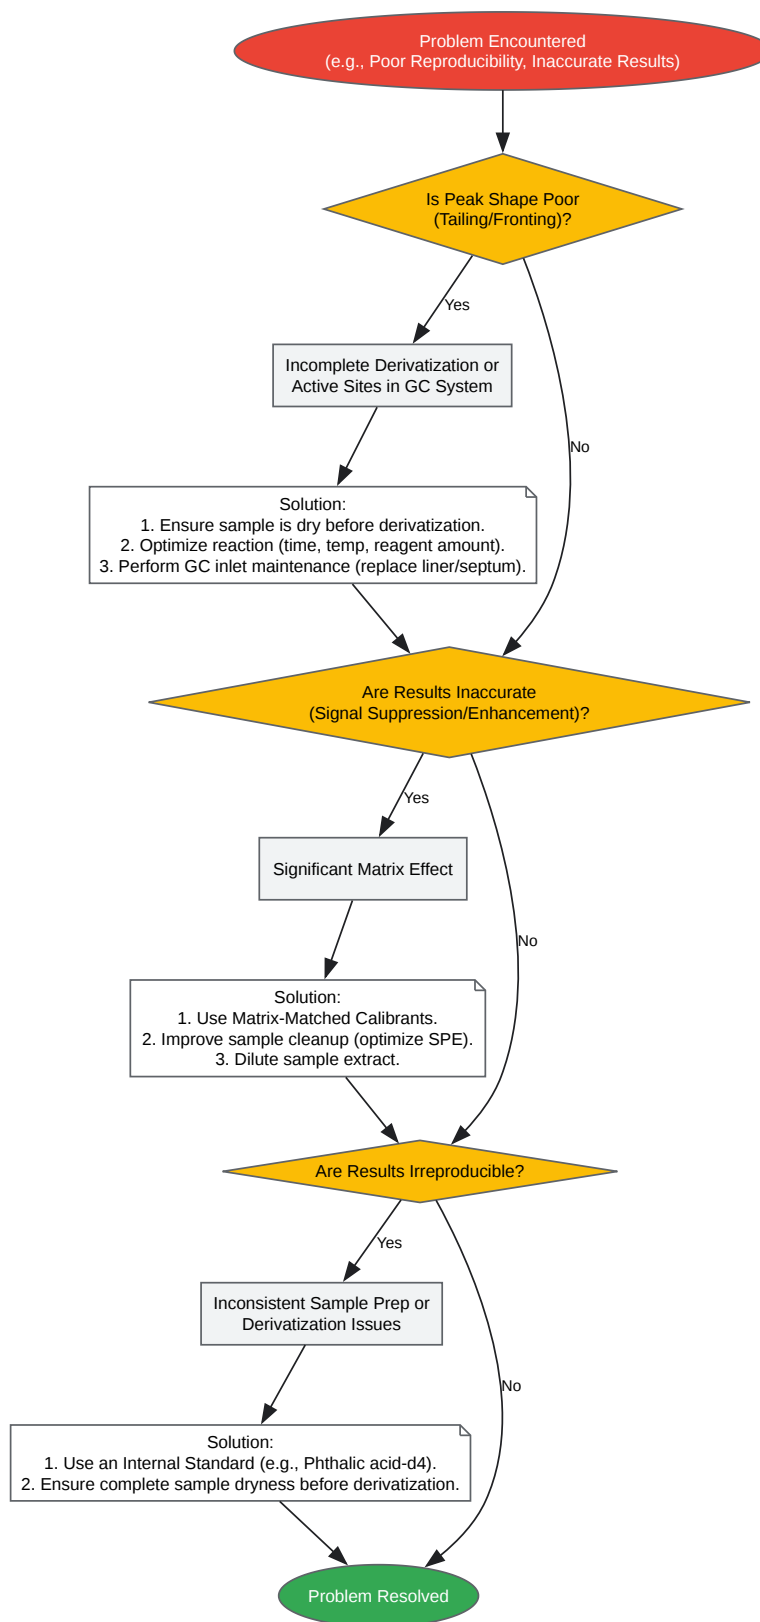 Problem Encountered
(e.g., Poor Reproducibility, Inaccurate Results)
Is Peak Shape Poor
(Tailing/Fronting)?
Yes
Incomplete Derivatization or
Active Sites in GC System
No
Solution:
1. Ensure sample is dry before derivatization.
2. Optimize reaction (time, temp, reagent amount).
3. Perform GC inlet maintenance (replace liner/septum).
Are Results Inaccurate
(Signal Suppression/Enhancement)?
Yes
Significant Matrix Effect
No
Solution:
1. Use Matrix-Matched Calibrants.
2. Improve sample cleanup (optimize SPE).
3. Dilute sample extract.
Are Results Irreproducible?
Yes
Inconsistent Sample Prep or
Derivatization Issues
No
Solution:
1. Use an Internal Standard (e.g., Phthalic acid-d4).
2. Ensure complete sample dryness before derivatization.
Problem Resolved